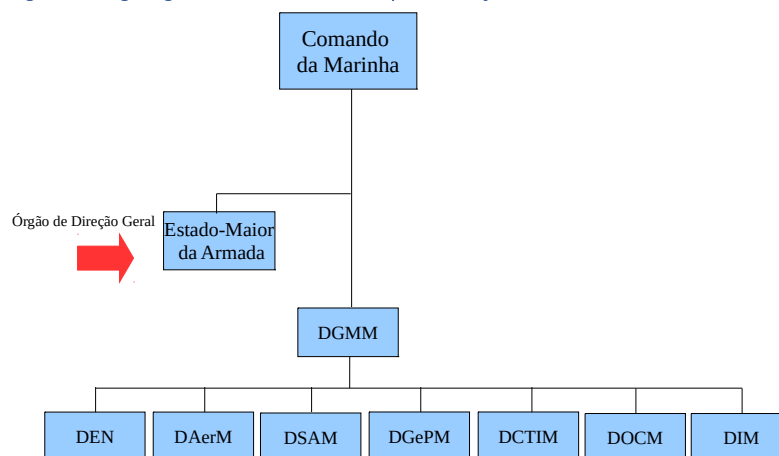 Comando
da Marinha
Órgão de Direção Geral
Estado-Maior
da Armada
DGMM
DEN
DAerM
DSAM
DGePM
DCTIM
DOCM
DIM